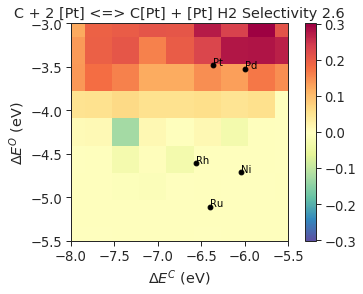 C + 2 [Pt] <=> C[Pt] + [Pt] H2 Selectivity 2.6
−3.0
−3.5
−4.0
−4.5
−5.0
−5.5
ΔE^O (eV)
Pt
Pd
Rh
Ni
Ru
−8.0 −7.5 −7.0 −6.5 −6.0 −5.5
ΔE^C (eV)
0.3
0.2
0.1
0.0
−0.1
−0.2
−0.3